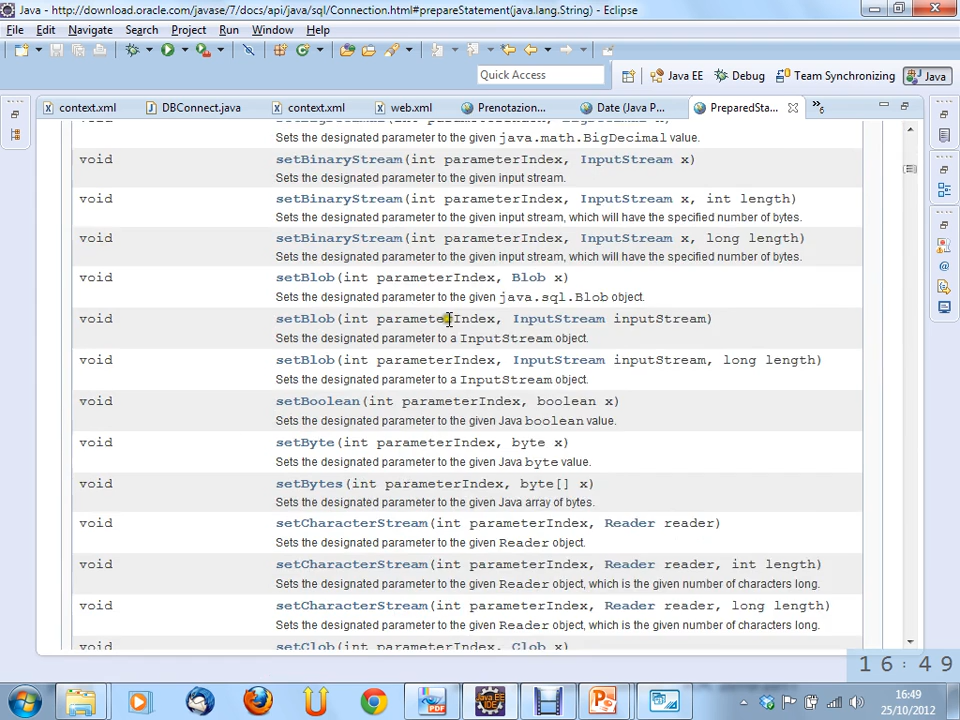 Java - http://download.oracle.com/javase/7/docs/api/java/sql/Connection.html#prepareStatement(java.lang.String) - Eclipse
File Edit Navigate Search Project Run Window Help
Quick Access Java EE Debug Team Synchronizing Java
context.xml DBConnect.java context.xml web.xml Prenotazion... Date (Java P... PreparedSta... »6
Sets the designated parameter to the given java.math.BigDecimal value.
void setBinaryStream(int parameterIndex, InputStream x)
Sets the designated parameter to the given input stream.
void setBinaryStream(int parameterIndex, InputStream x, int length)
Sets the designated parameter to the given input stream, which will have the specified number of bytes.
void setBinaryStream(int parameterIndex, InputStream x, long length)
Sets the designated parameter to the given input stream, which will have the specified number of bytes.
void setBlob(int parameterIndex, Blob x)
Sets the designated parameter to the given java.sql.Blob object.
void setBlob(int parameterIndex, InputStream inputStream)
Sets the designated parameter to a InputStream object.
void setBlob(int parameterIndex, InputStream inputStream, long length)
Sets the designated parameter to a InputStream object.
void setBoolean(int parameterIndex, boolean x)
Sets the designated parameter to the given Java boolean value.
void setByte(int parameterIndex, byte x)
Sets the designated parameter to the given Java byte value.
void setBytes(int parameterIndex, byte[] x)
Sets the designated parameter to the given Java array of bytes.
void setCharacterStream(int parameterIndex, Reader reader)
Sets the designated parameter to the given Reader object.
void setCharacterStream(int parameterIndex, Reader reader, int length)
Sets the designated parameter to the given Reader object, which is the given number of characters long.
void setCharacterStream(int parameterIndex, Reader reader, long length)
Sets the designated parameter to the given Reader object, which is the given number of characters long.
void setClob(int parameterIndex, Clob x)
16:49
16:49
25/10/2012